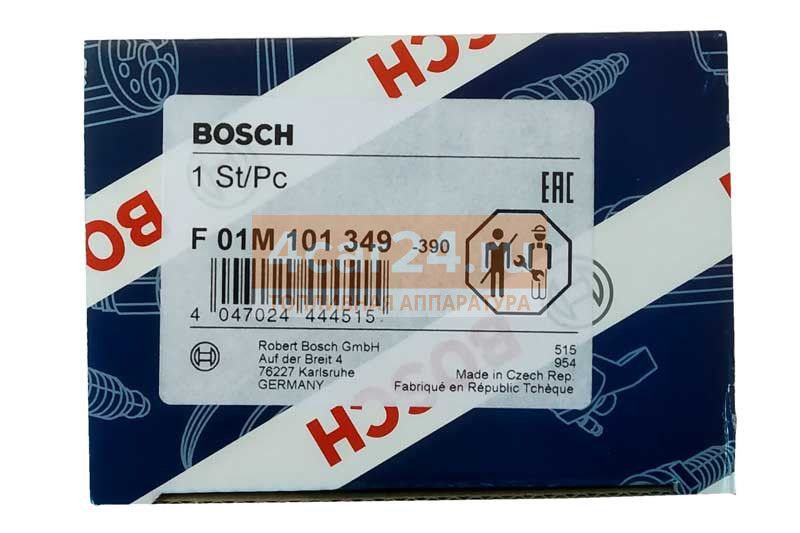 BOSCH
BOSCH
1 St/Pc
EAC
F 01M 101 349 -390
4car24.ru
ТОПЛИВНАЯ АППАРАТУРА
4 047024 444515
Robert Bosch GmbH
Auf der Breit 4
76227 Karlsruhe
GERMANY
515
954
Made in Czech Rep.
Fabriqué en République Tchèque
BOSCH